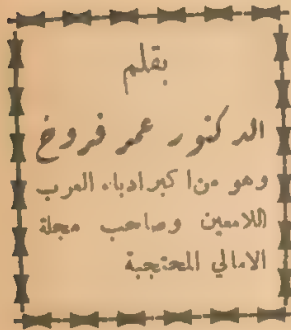 بقلم
الدكتور عمر فروخ
وهو من اكبر ادباء العرب
اللامعين وصاحب مجلة
الامالي المحتجبة